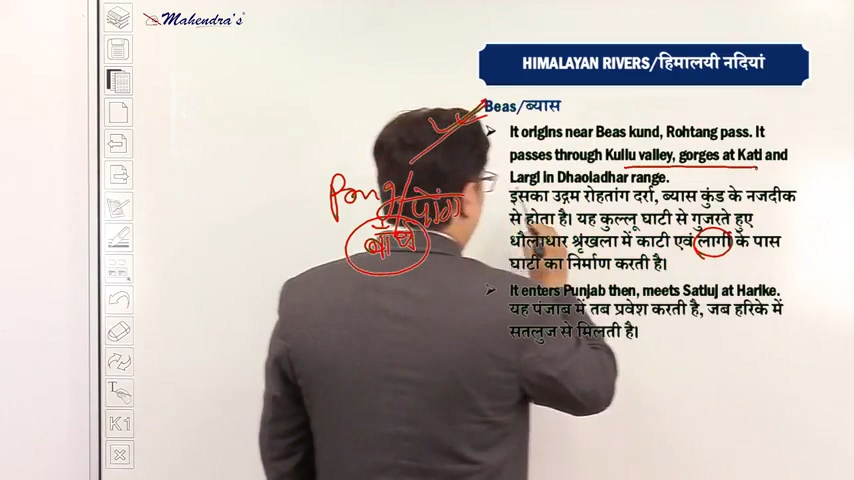 Mahendra's
HIMALAYAN RIVERS/हिमालयी नदियां
Beas/ब्यास
It origins near Beas kund, Rohtang pass. It
passes through Kullu valley, gorges at Kati and
Largi in Dhaoladhar range.
इसका उद्गम रोहतांग दर्रा, ब्यास कुंड के नजदीक
से होता है। यह कुल्लू घाटी से गुजरते हुए
धौलाधार श्रृंखला में काटी एवं लार्गी के पास
घाटी का निर्माण करती है।
It enters Punjab then, meets Satluj at Harike.
यह पंजाब में तब प्रवेश करती है, जब हरिके में
सतलुज से मिलती है।
Pong/पोंग
बाँध
T
K1